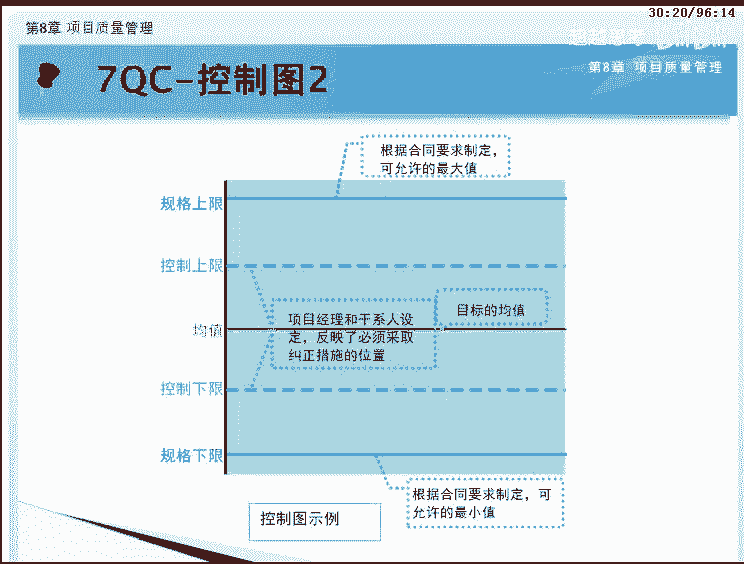 30:20/96:14
第8章 项目质量管理
第8章 项目质量管理
7QC-控制图2
根据合同要求制定，
可允许的最大值
规格上限
控制上限
目标的均值
均值
项目经理和干系人设
定，反映了必须采取
纠正措施的位置
控制下限
规格下限
根据合同要求制定，可
允许的最小值
控制图示例